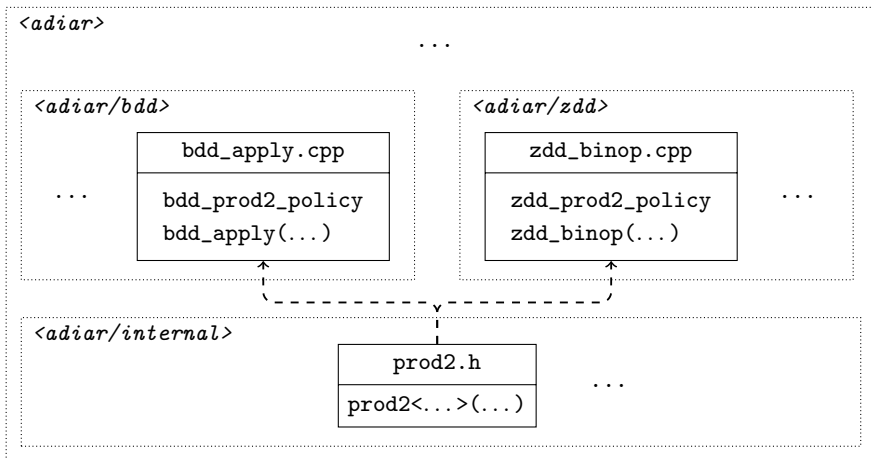 <adiar>
...
<adiar/bdd>
<adiar/zdd>
bdd_apply.cpp
zdd_binop.cpp
...
bdd_prod2_policy
bdd_apply(...)
zdd_prod2_policy
zdd_binop(...)
...
<adiar/internal>
prod2.h
prod2<...>(...)
...